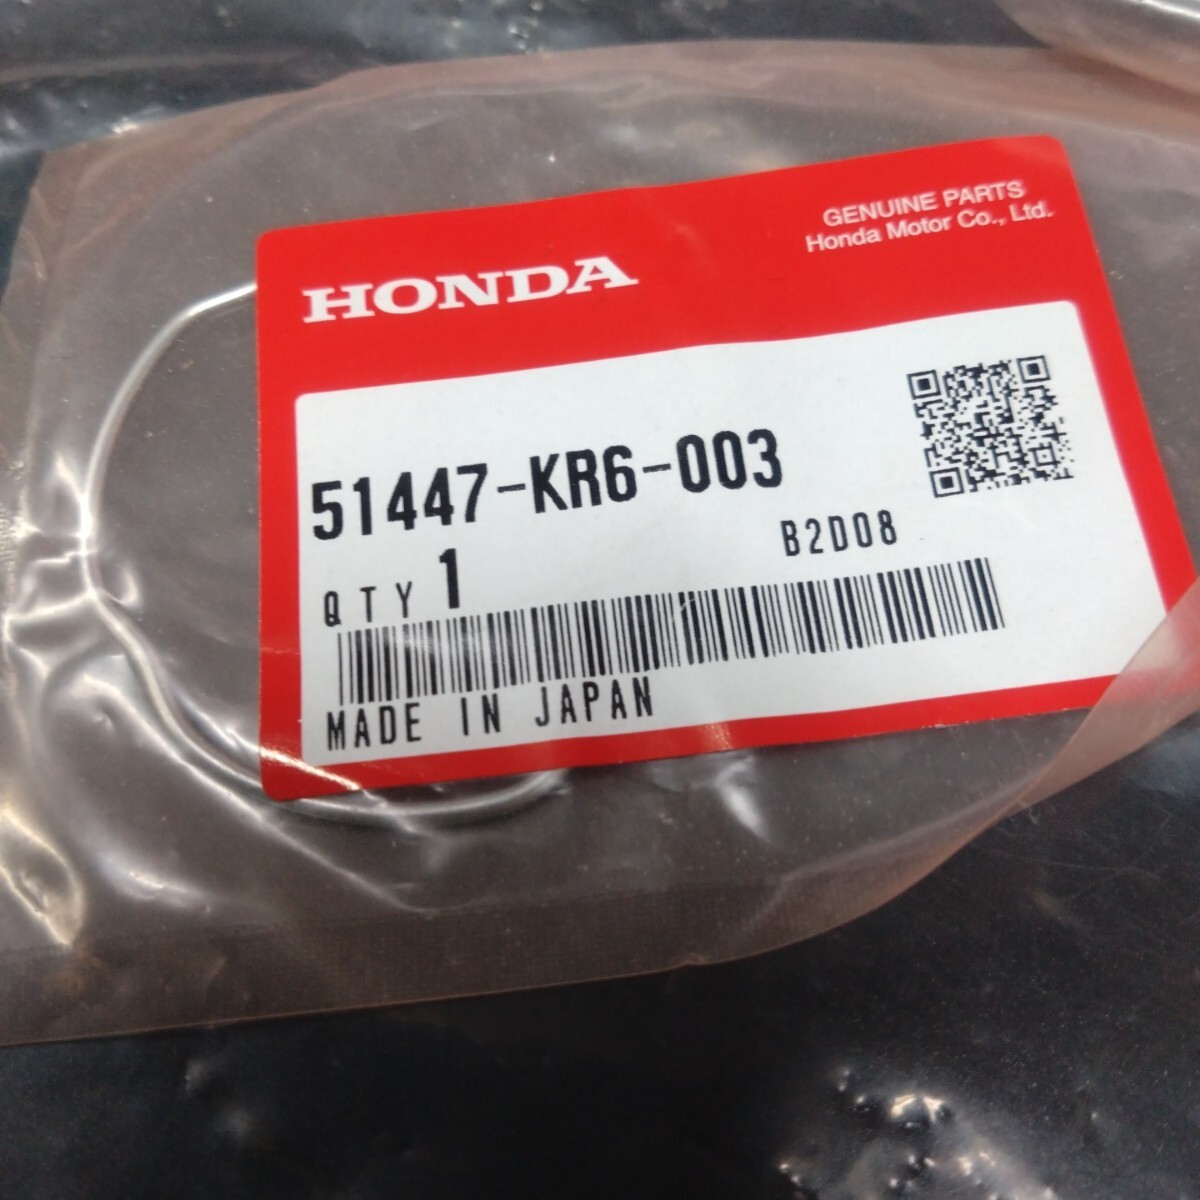 GENUINE PARTS
Honda Motor Co., Ltd.
HONDA
51447-KR6-003
QTY 1
B2D08
MADE IN JAPAN